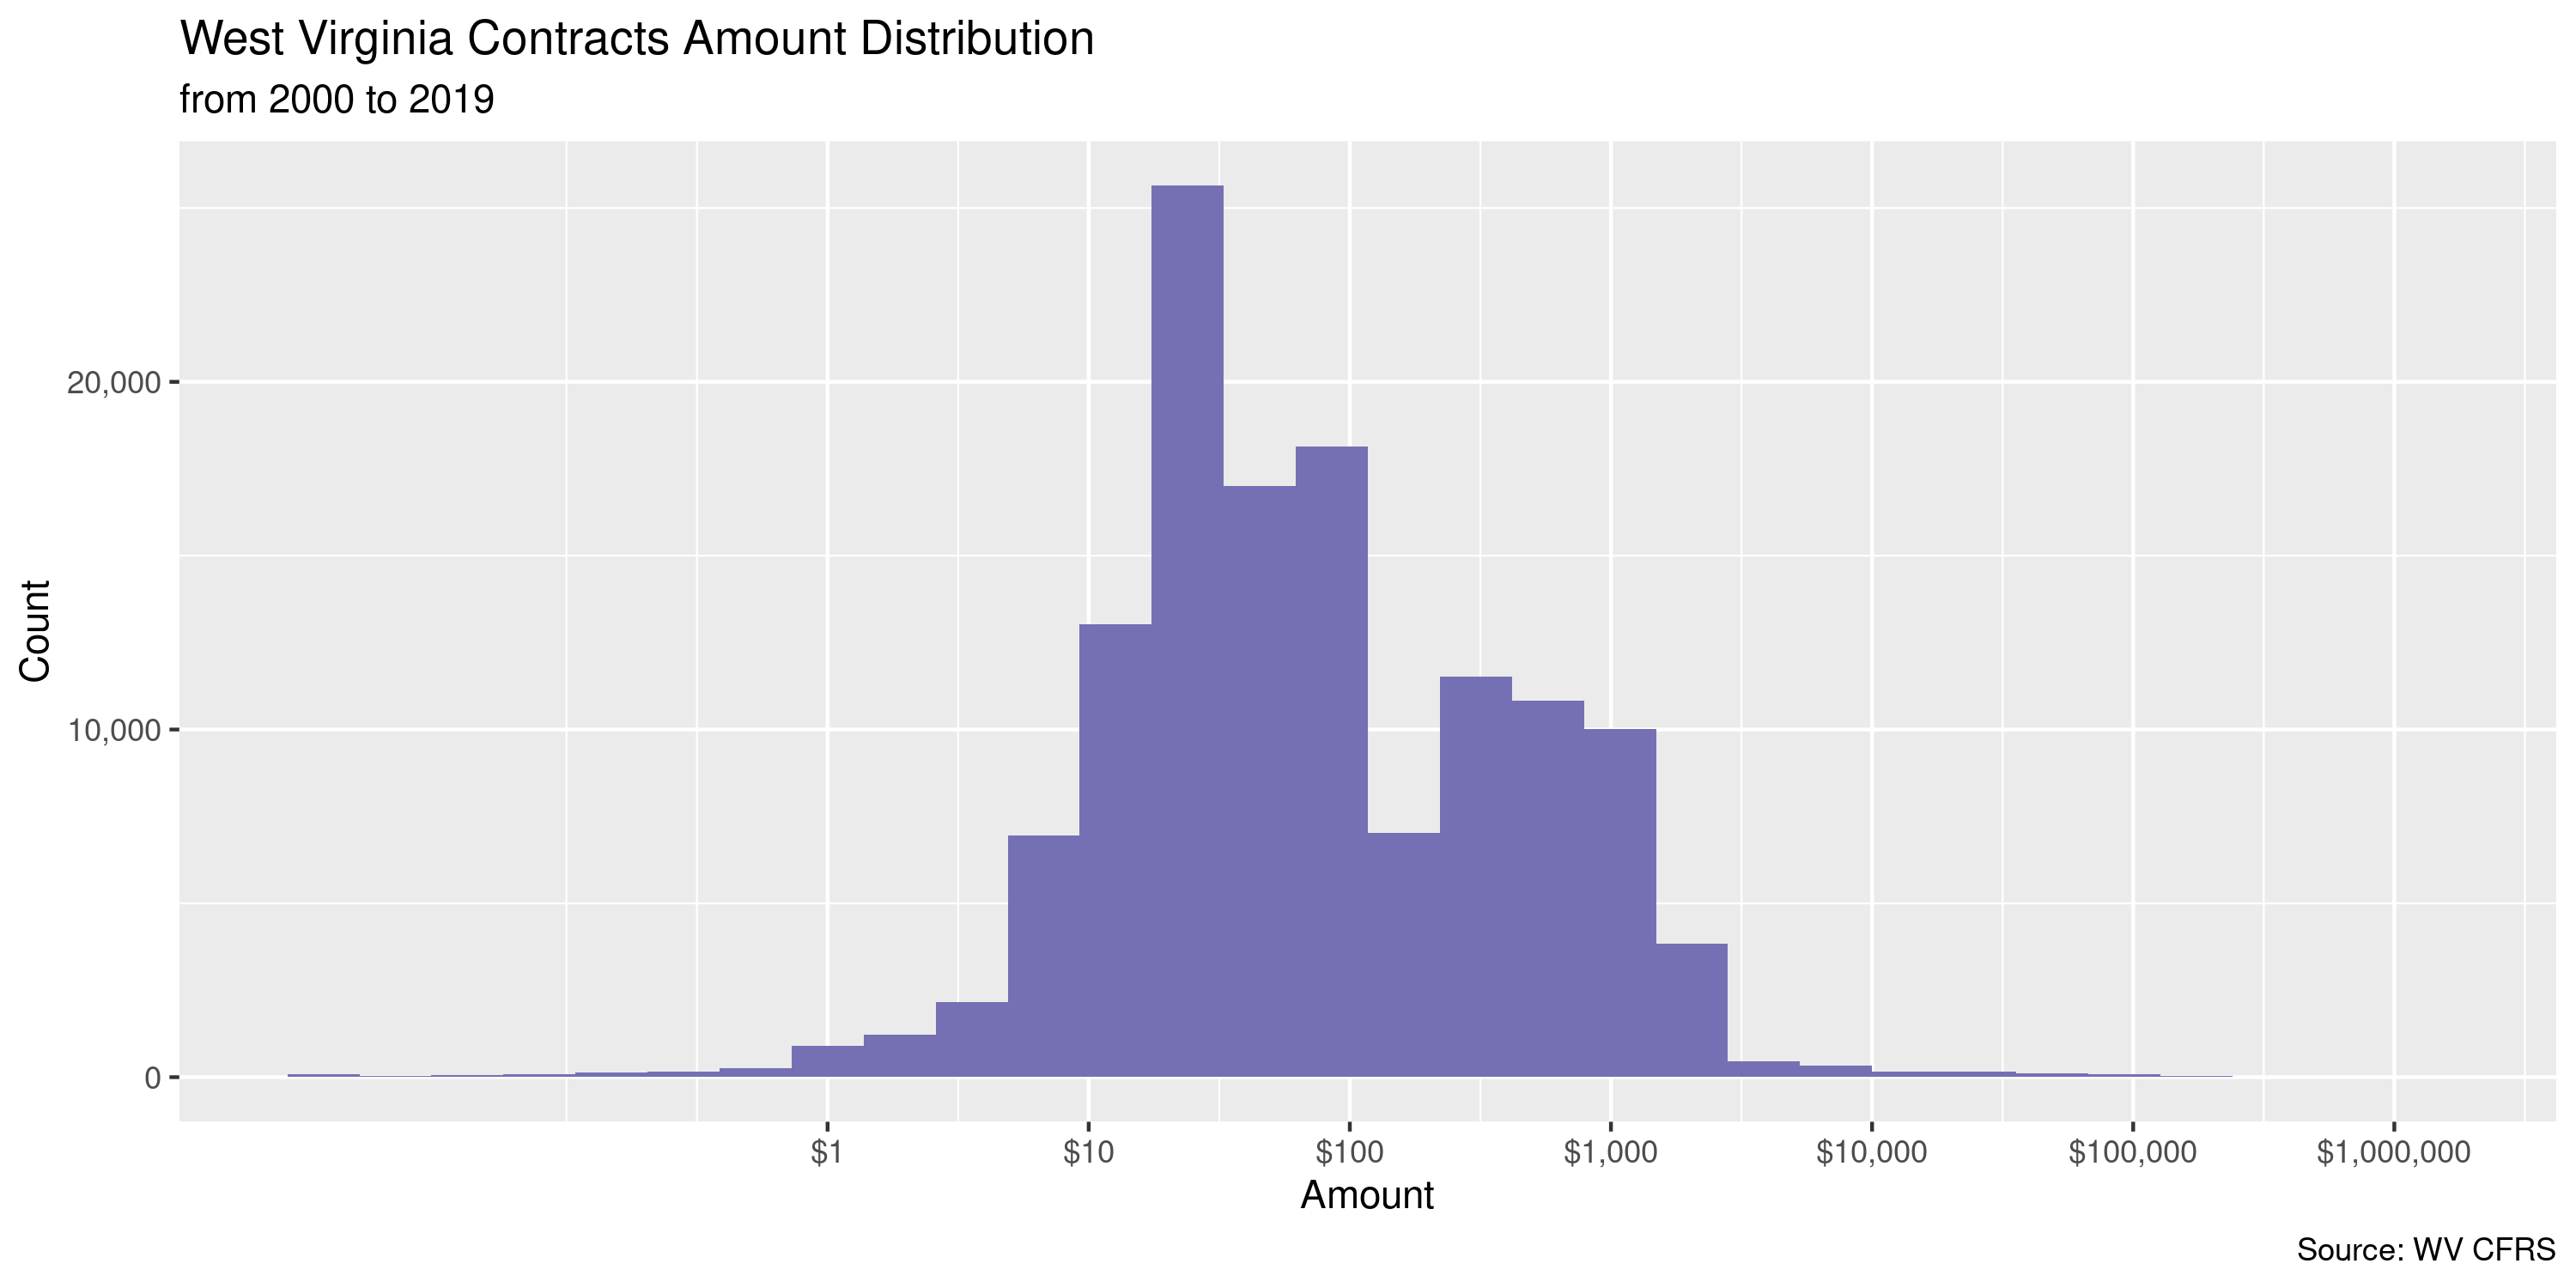 West Virginia Contracts Amount Distribution
from 2000 to 2019
Count
20,000
10,000
0
$1 $10 $100 $1,000 $10,000 $100,000 $1,000,000
Amount
Source: WV CFRS